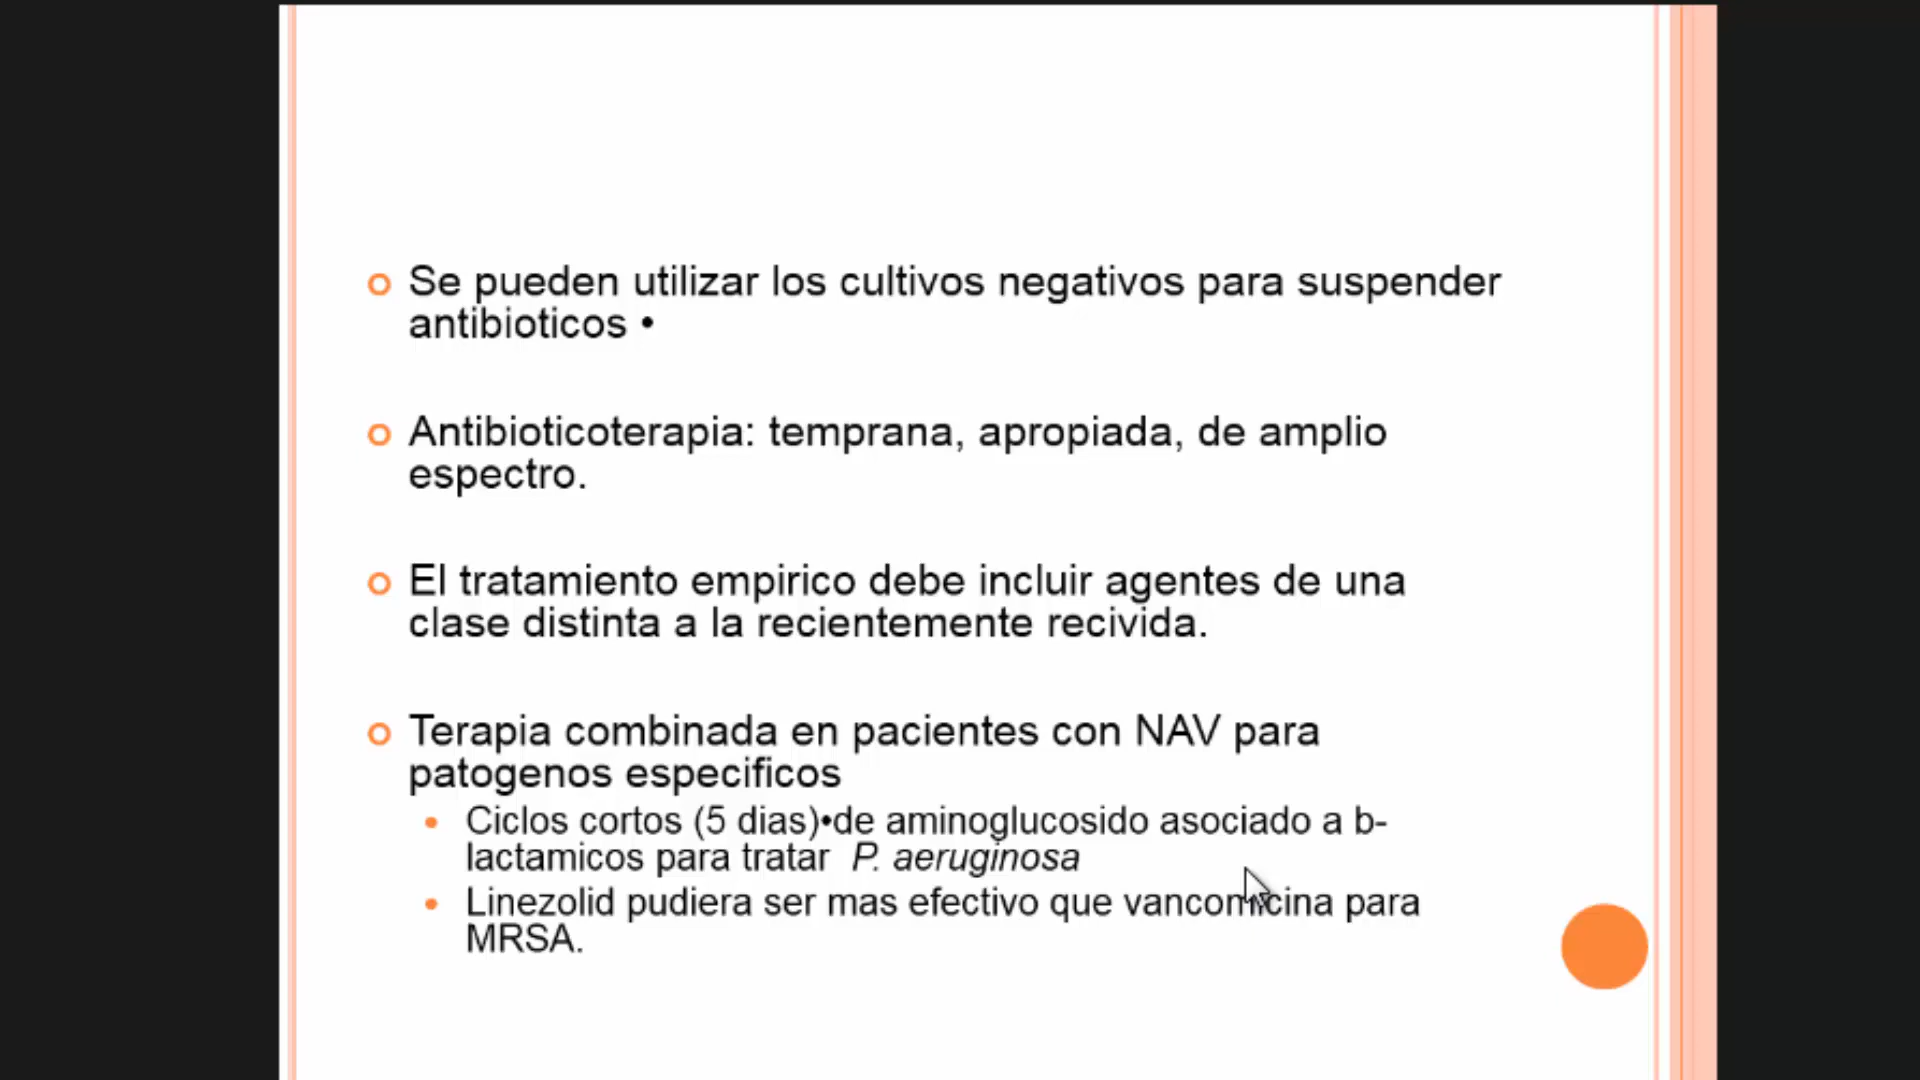 Se pueden utilizar los cultivos negativos para suspender
antibioticos •
Antibioticoterapia: temprana, apropiada, de amplio
espectro.
El tratamiento empirico debe incluir agentes de una
clase distinta a la recientemente recivida.
Terapia combinada en pacientes con NAV para
patogenos especificos
Ciclos cortos (5 dias)•de aminoglucosido asociado a b-
lactamicos para tratar P. aeruginosa
Linezolid pudiera ser mas efectivo que vancomicina para
MRSA.